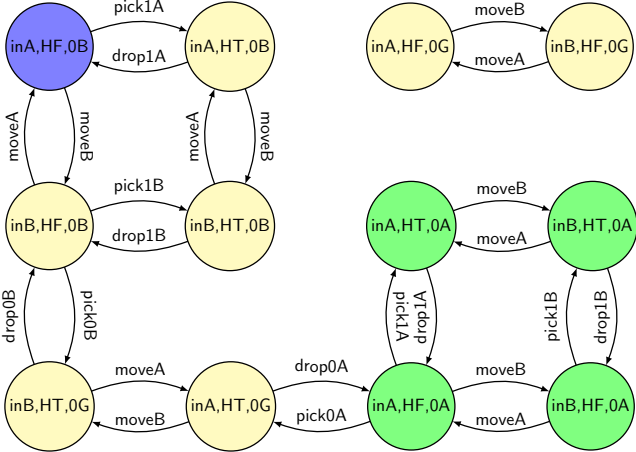 pick1A
inA,HF,0B
inA,HT,0B
drop1A
moveB
inA,HF,0G
inB,HF,0G
moveA
moveA
moveB
moveA
moveB
pick1B
inB,HF,0B
inB,HT,0B
drop1B
moveB
inA,HT,0A
inB,HT,0A
moveA
drop0B
pick0B
pick1A
drop1A
pick1B
drop1B
moveA
inB,HT,0G
inA,HT,0G
moveB
drop0A
pick0A
moveB
inA,HF,0A
inB,HF,0A
moveA